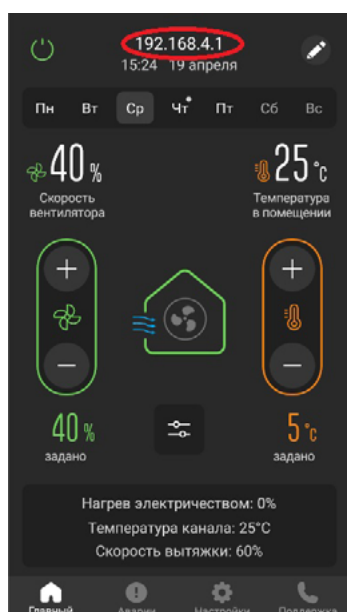 192.168.4.1
15:24 19 апреля
Пн Вт Ср Чт Пт Сб Вс
40 % 25 °c
Скорость вентилятора Температура в помещении
40 % 5 °c
задано задано
Нагрев электричеством: 0%
Температура канала: 25°C
Скорость вытяжки: 60%
Главный Аварии Настройки Поддержка